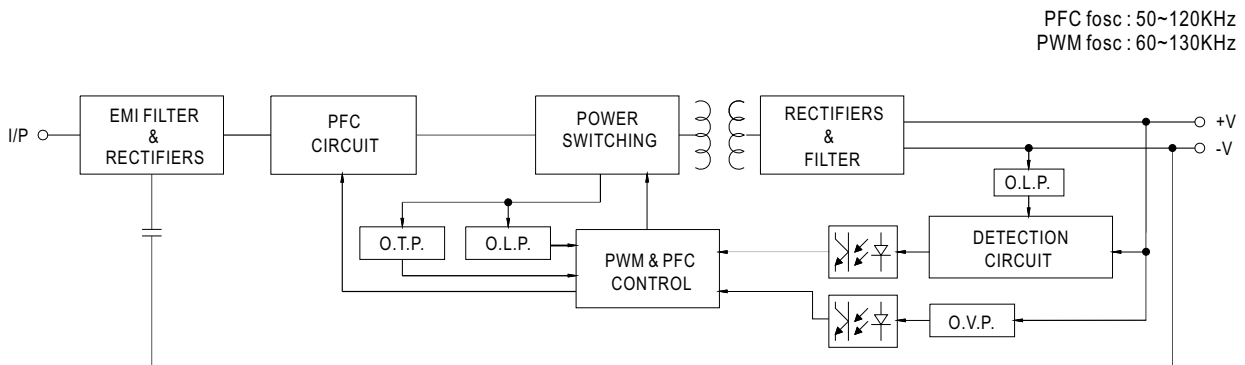 PFC fosc : 50~120KHz
PWM fosc : 60~130KHz
I/P
EMI FILTER
&
RECTIFIERS
PFC
CIRCUIT
POWER
SWITCHING
RECTIFIERS
&
FILTER
+V
-V
O.L.P.
O.T.P.
O.L.P.
PWM & PFC
CONTROL
DETECTION
CIRCUIT
O.V.P.